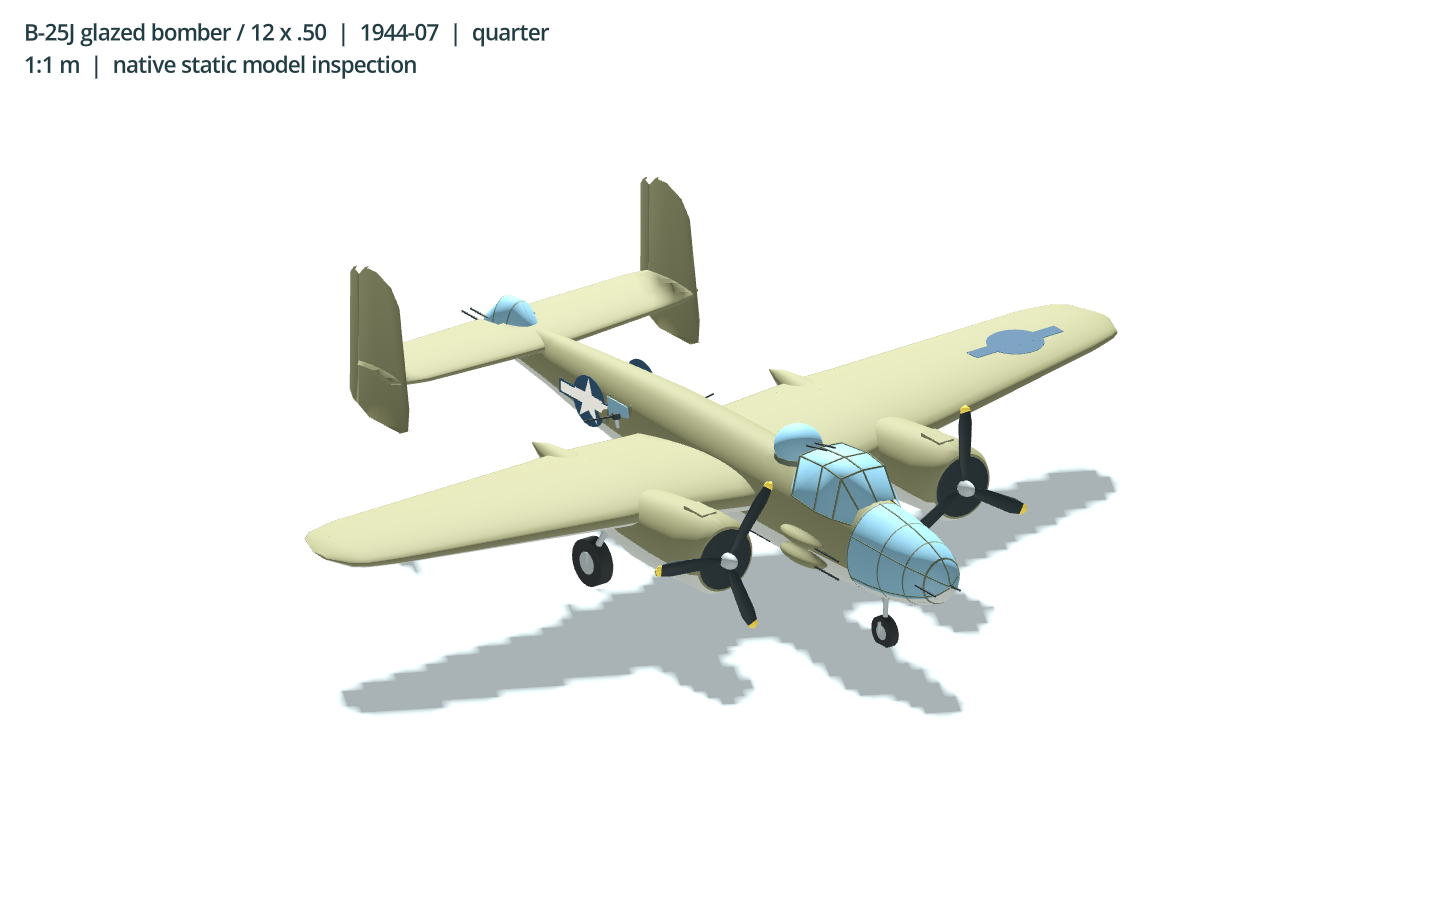 B-25J glazed bomber / 12 x .50 | 1944-07 | quarter
1:1 m | native static model inspection